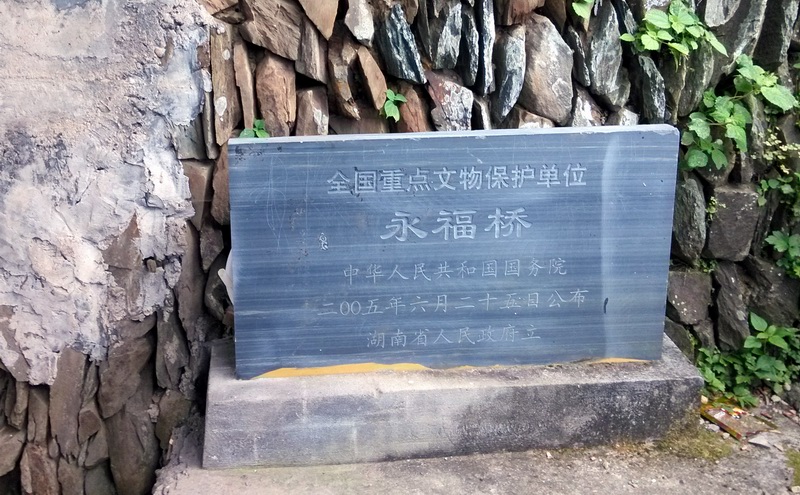 全国重点文物保护单位
永福桥
中华人民共和国国务院
二〇〇五年六月二十五日公布
湖南省人民政府立